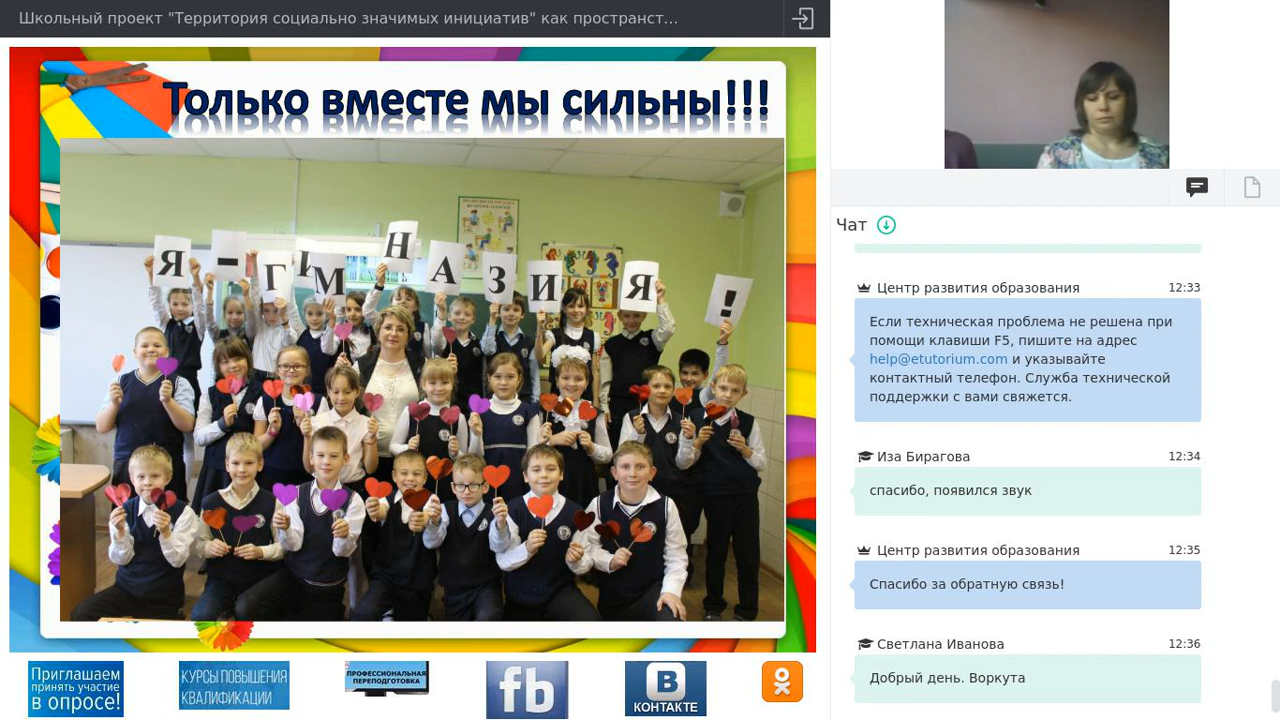 Школьный проект "Территория социально значимых инициатив" как пространст...
Только вместе мы сильны!!!
Я - ГИМНАЗИЯ!
Приглашаем
принять участие
в опросе!
КУРСЫ ПОВЫШЕНИЯ
КВАЛИФИКАЦИИ
ПРОФЕССИОНАЛЬНАЯ
ПЕРЕПОДГОТОВКА
fb
В
КОНТАКТЕ
Чат
Центр развития образования 12:33
Если техническая проблема не решена при
помощи клавиши F5, пишите на адрес
help@etutorium.com и указывайте
контактный телефон. Служба технической
поддержки с вами свяжется.
Иза Бирагова 12:34
спасибо, появился звук
Центр развития образования 12:35
Спасибо за обратную связь!
Светлана Иванова 12:36
Добрый день. Воркута